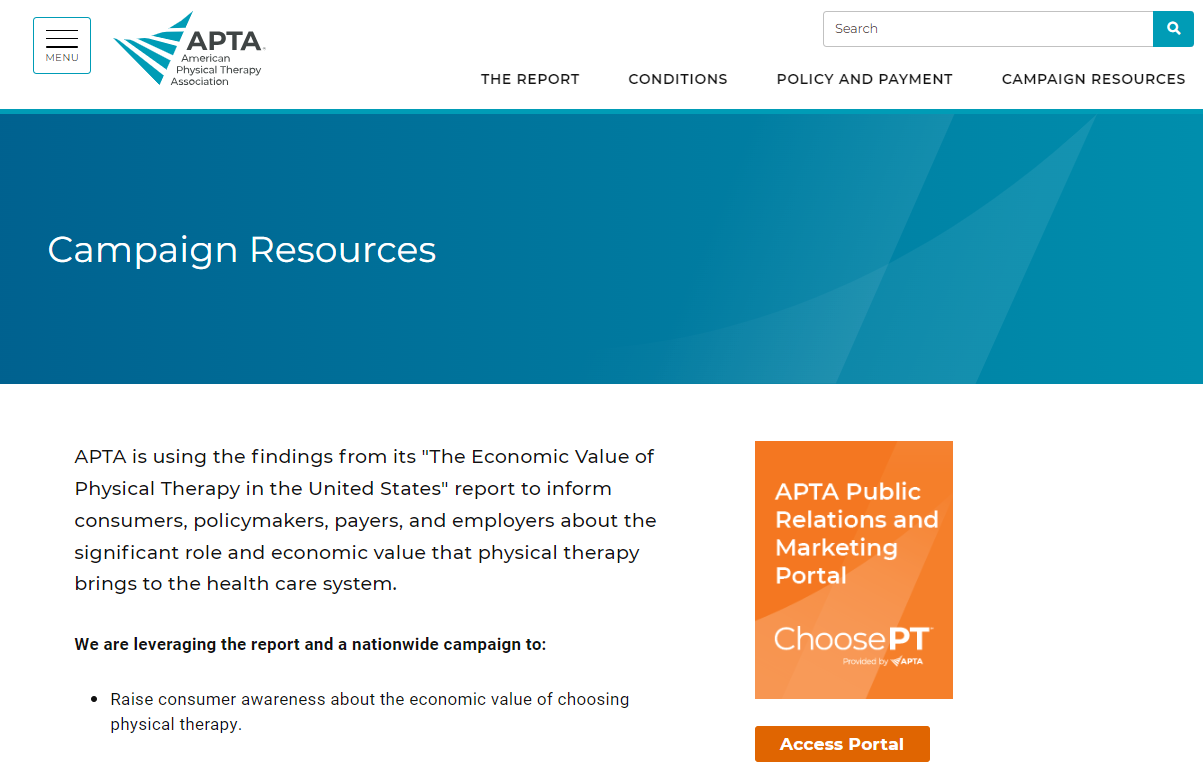 MENU
APTA
American
Physical Therapy
Association
Search
THE REPORT
CONDITIONS
POLICY AND PAYMENT
CAMPAIGN RESOURCES
Campaign Resources
APTA is using the findings from its "The Economic Value of
Physical Therapy in the United States" report to inform
consumers, policymakers, payers, and employers about the
significant role and economic value that physical therapy
brings to the health care system.
We are leveraging the report and a nationwide campaign to:
• Raise consumer awareness about the economic value of choosing
physical therapy.
APTA Public
Relations and
Marketing
Portal
ChoosePT™
Provided by APTA
Access Portal